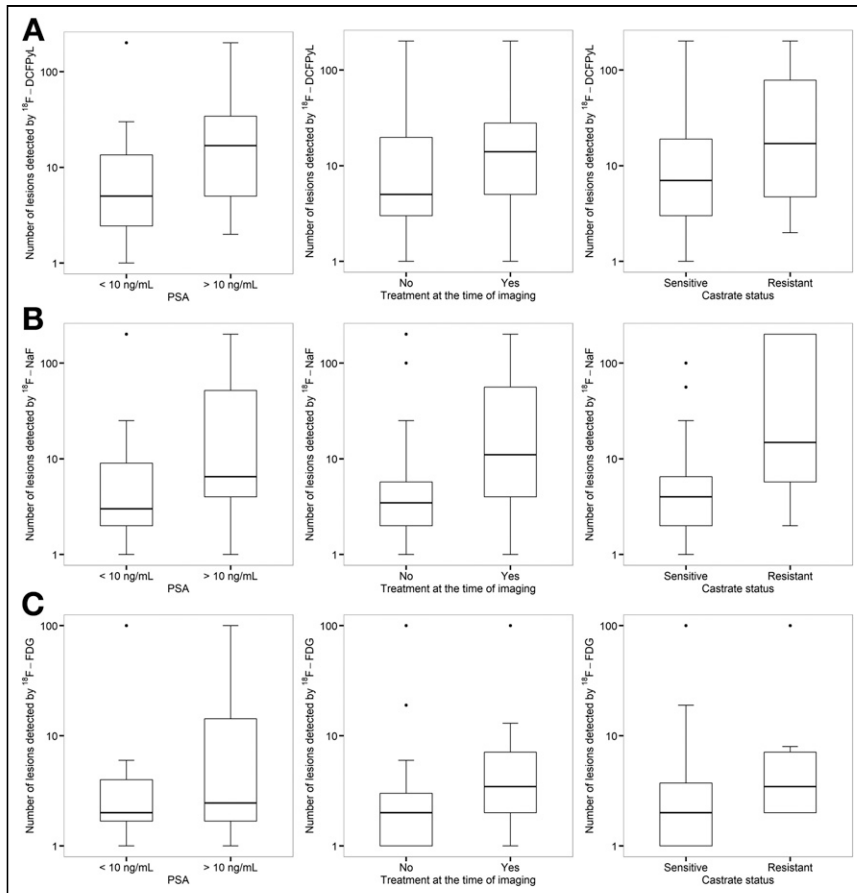 A
Number of lesions detected by ¹⁸F – DCFPyL
100
10
1
< 10 ng/mL
> 10 ng/mL
PSA
Number of lesions detected by ¹⁸F – DCFPyL
100
10
1
No
Yes
Treatment at the time of imaging
Number of lesions detected by ¹⁸F – DCFPyL
100
10
1
Sensitive
Resistant
Castrate status
B
Number of lesions detected by ¹⁸F – NaF
100
10
1
< 10 ng/mL
> 10 ng/mL
PSA
Number of lesions detected by ¹⁸F – NaF
100
10
1
No
Yes
Treatment at the time of imaging
Number of lesions detected by ¹⁸F – NaF
100
10
1
Sensitive
Resistant
Castrate status
C
Number of lesions detected by ¹⁸F – FDG
100
10
1
< 10 ng/mL
> 10 ng/mL
PSA
Number of lesions detected by ¹⁸F – FDG
100
10
1
No
Yes
Treatment at the time of imaging
Number of lesions detected by ¹⁸F – FDG
100
10
1
Sensitive
Resistant
Castrate status